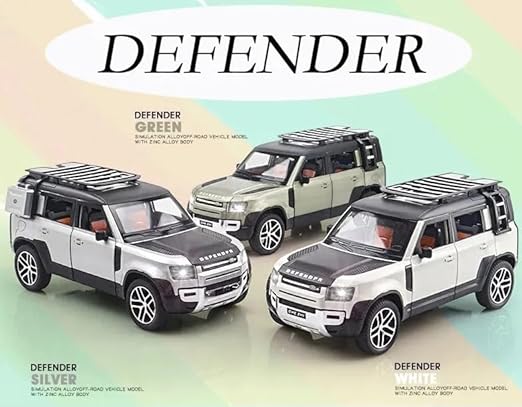 DEFENDER
DEFENDER
GREEN
SIMULATION ALLOYOFF-ROAD VEHICLE MODEL
WITH ZINC ALLOY BODY
DEFENDER
DEFENDER
DEFENDER
SILVER
SIMULATION ALLOYOFF-ROAD VEHICLE MODEL
WITH ZINC ALLOY BODY
DEFENDER
WHITE
SIMULATION ALLOYOFF-ROAD VEHICLE MODEL
WITH ZINC ALLOY BODY